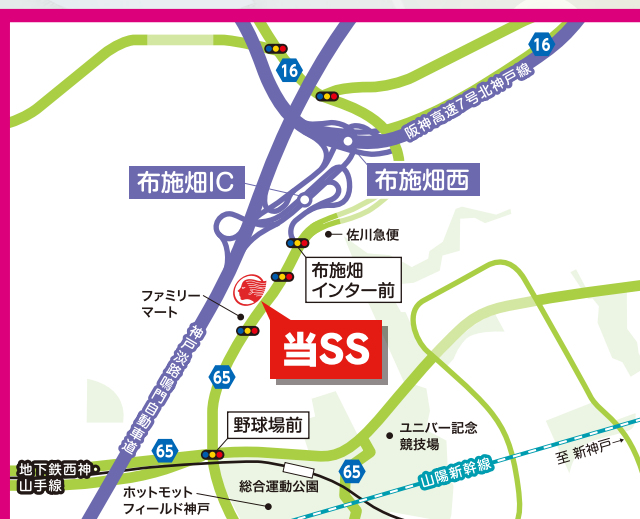 16
16
阪神高速7号北神戸線
布施畑IC
布施畑西
佐川急便
布施畑
インター前
ファミリー
マート
当SS
神戸淡路鳴門自動車道
65
野球場前
ユニバー記念
競技場
65
至 新神戸→
地下鉄西神・
山手線
65
山陽新幹線
総合運動公園
ホットモット
フィールド神戸